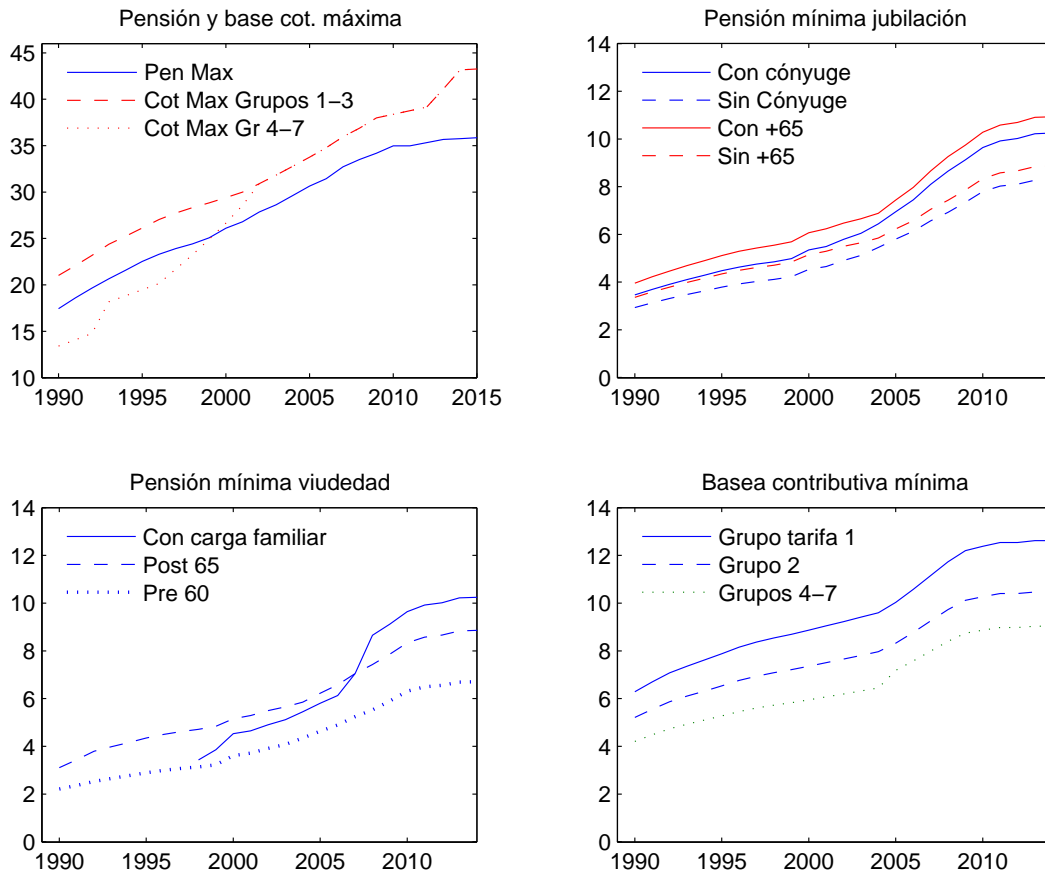 Pensión y base cot. máxima
45
40
35
30
25
20
15
10
Pen Max
Cot Max Grupos 1−3
Cot Max Gr 4−7
1990 1995 2000 2005 2010 2015
Pensión mínima jubilación
14
12
10
8
6
4
2
0
Con cónyuge
Sin Cónyuge
Con +65
Sin +65
1990 1995 2000 2005 2010
Pensión mínima viudedad
14
12
10
8
6
4
2
0
Con carga familiar
Post 65
Pre 60
1990 1995 2000 2005 2010
Basea contributiva mínima
14
12
10
8
6
4
2
0
Grupo tarifa 1
Grupo 2
Grupos 4−7
1990 1995 2000 2005 2010